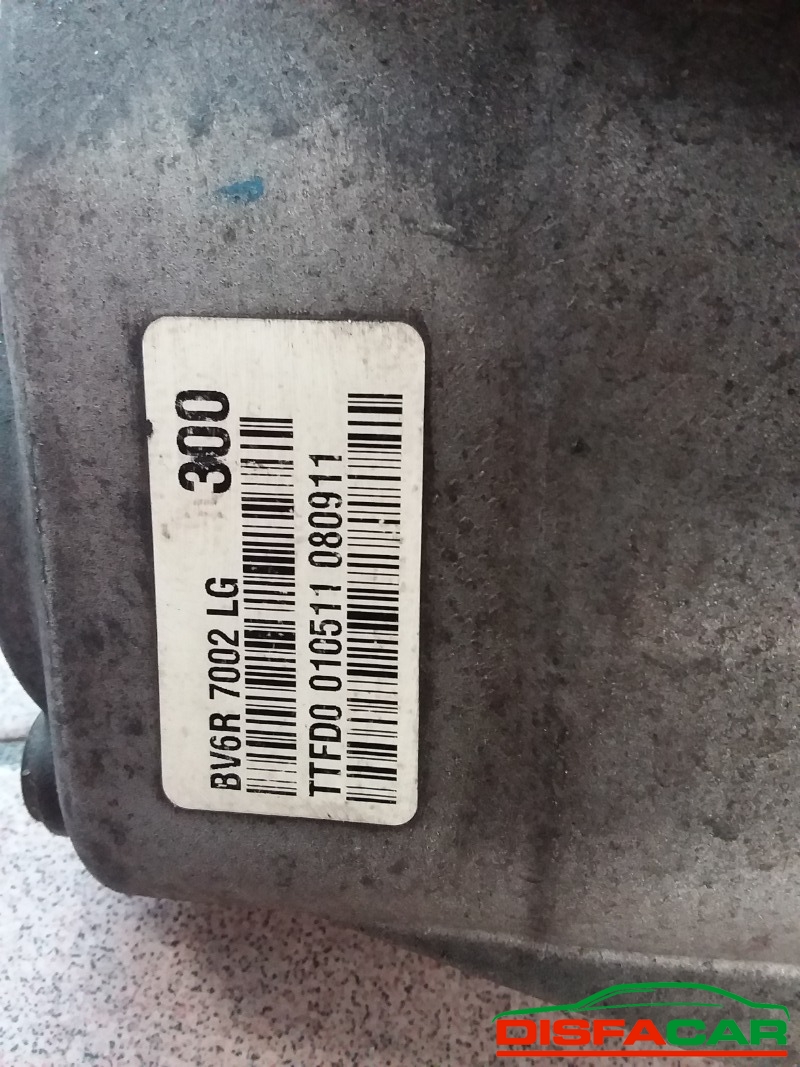 300
BV6R 7002 LG
TTFD0 010511 080911
DISFACAR